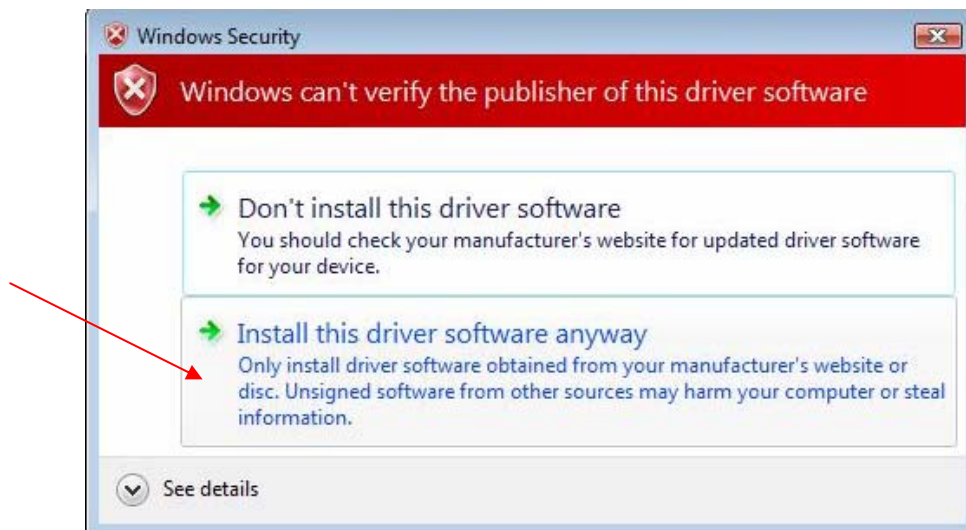 Windows Security
Windows can't verify the publisher of this driver software
Don't install this driver software
You should check your manufacturer's website for updated driver software
for your device.
Install this driver software anyway
Only install driver software obtained from your manufacturer's website or
disc. Unsigned software from other sources may harm your computer or steal
information.
See details